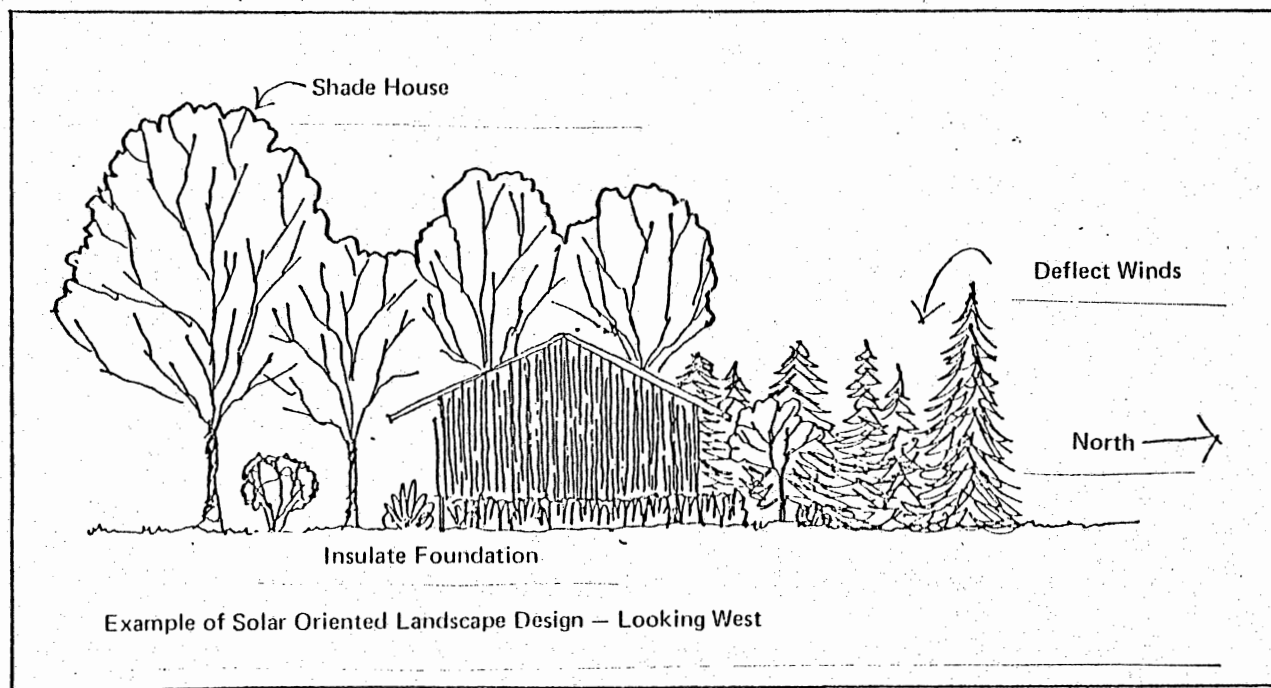 Shade House
Deflect Winds
North
Insulate Foundation
Example of Solar Oriented Landscape Design — Looking West